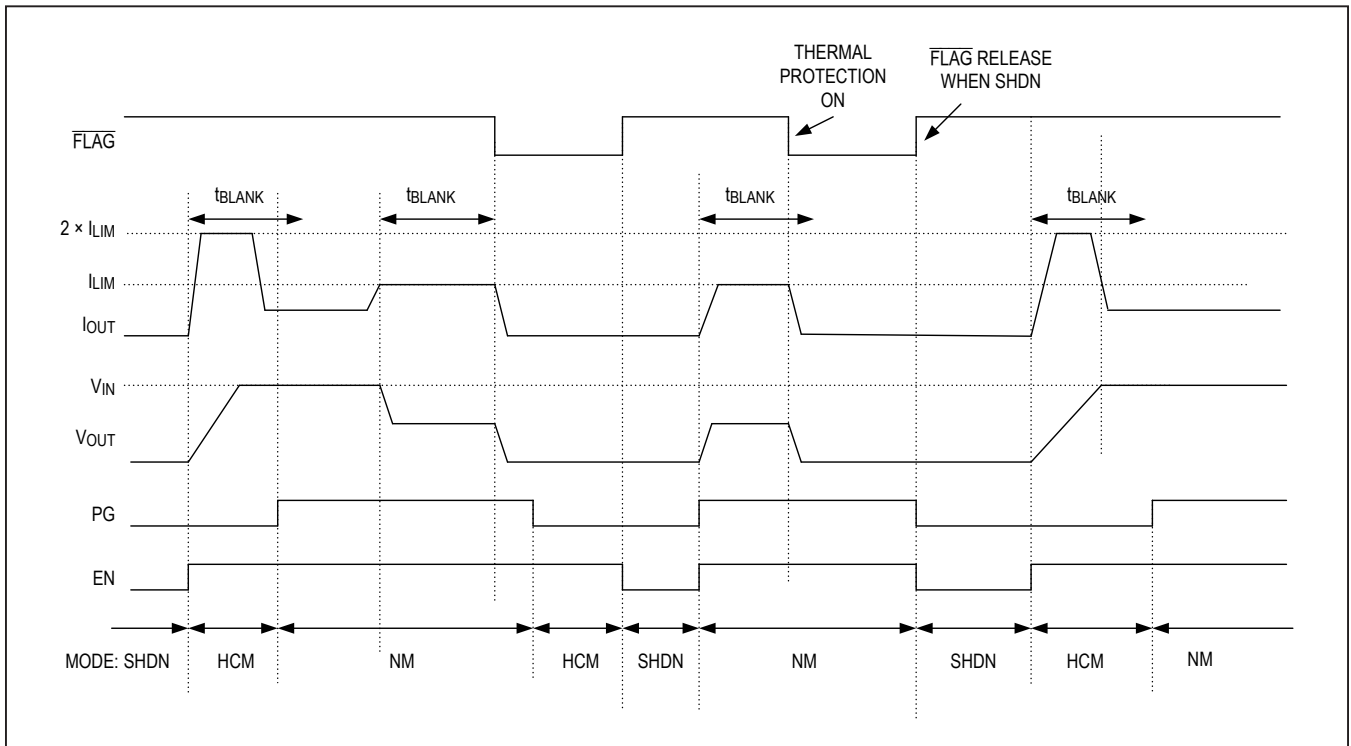 THERMAL
PROTECTION
ON
FLAG RELEASE
WHEN SHDN
FLAG
tBLANK tBLANK tBLANK tBLANK
2 × ILIM
ILIM
IOUT
VIN
VOUT
PG
EN
MODE: SHDN HCM NM HCM SHDN NM SHDN HCM NM